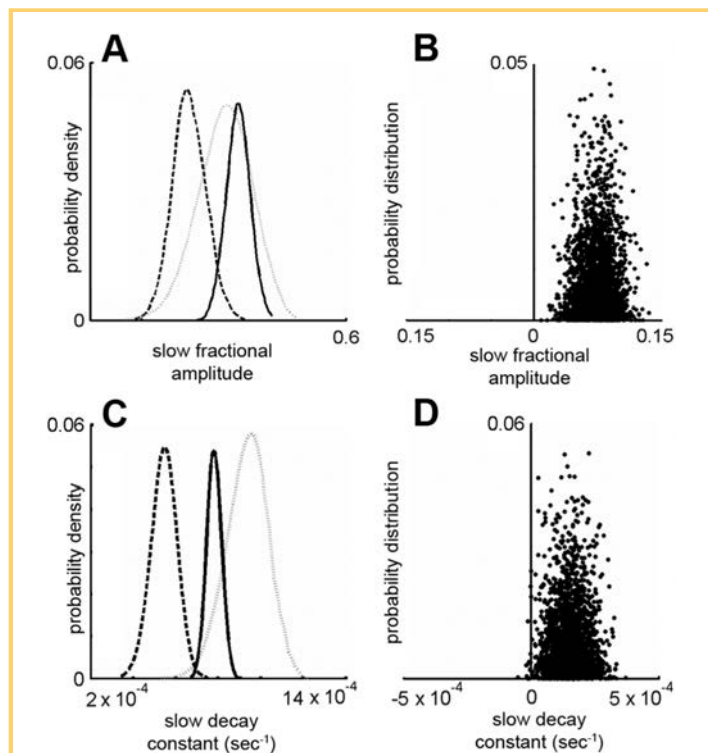 A
0.06
probability density
0
0.6
slow fractional
amplitude
B
0.05
probability distribution
0.15
0
0.15
slow fractional
amplitude
C
0.06
probability density
2 x 10-4
14 x 10-4
slow decay
constant (sec-1)
D
0.06
probability distribution
-5 x 10-4
0
5 x 10-4
slow decay
constant (sec-1)